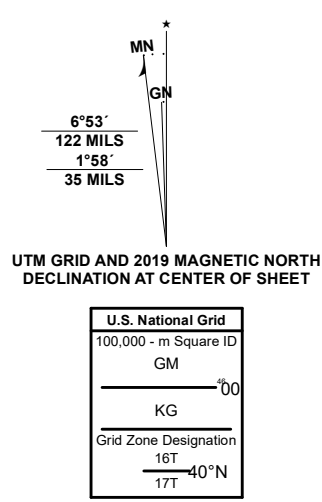 ★
MN
GN
6°53´
122 MILS
1°58´
35 MILS
UTM GRID AND 2019 MAGNETIC NORTH
DECLINATION AT CENTER OF SHEET
U.S. National Grid
100,000 - m Square ID
GM
4600
KG
Grid Zone Designation
16T
40°N
17T